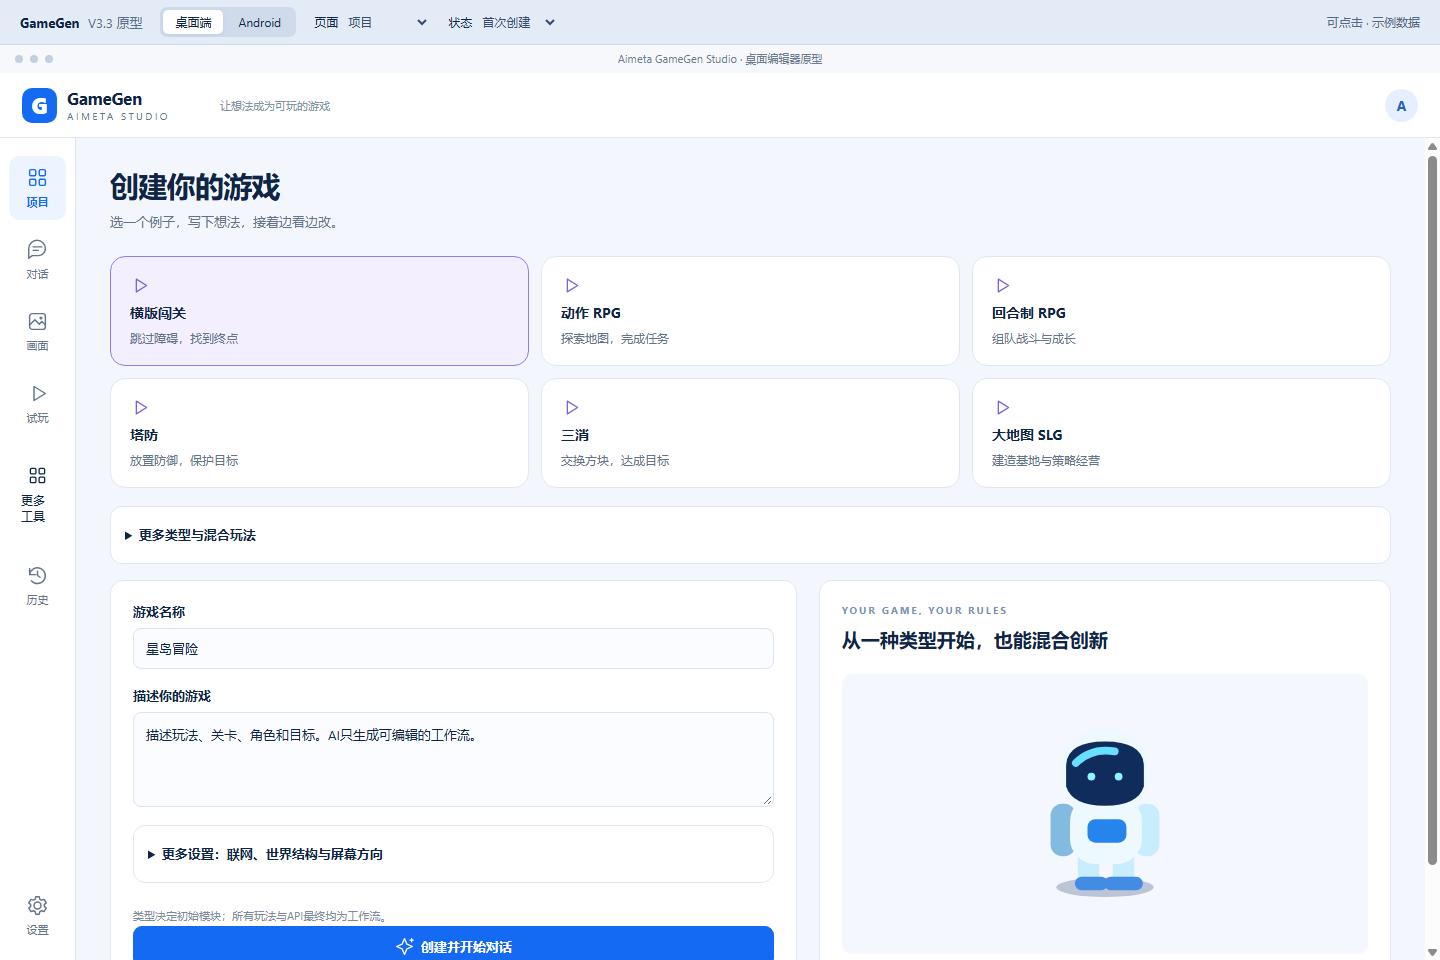 GameGen V3.3 原型 桌面端 Android 页面 项目 状态 首次创建 可点击 · 示例数据
Aimeta GameGen Studio · 桌面编辑器原型
G GameGen
AIMETA STUDIO
让想法成为可玩的游戏
A
项目
对话
画面
试玩
更多
工具
历史
设置
创建你的游戏
选一个例子，写下想法，接着边看边改。
横版闯关
跳过障碍，找到终点
动作 RPG
探索地图，完成任务
回合制 RPG
组队战斗与成长
塔防
放置防御，保护目标
三消
交换方块，达成目标
大地图 SLG
建造基地与策略经营
更多类型与混合玩法
游戏名称
星岛冒险
描述你的游戏
描述玩法、关卡、角色和目标。AI只生成可编辑的工作流。
更多设置：联网、世界结构与屏幕方向
类型决定初始模块；所有玩法与API最终均为工作流。
创建并开始对话
YOUR GAME, YOUR RULES
从一种类型开始，也能混合创新